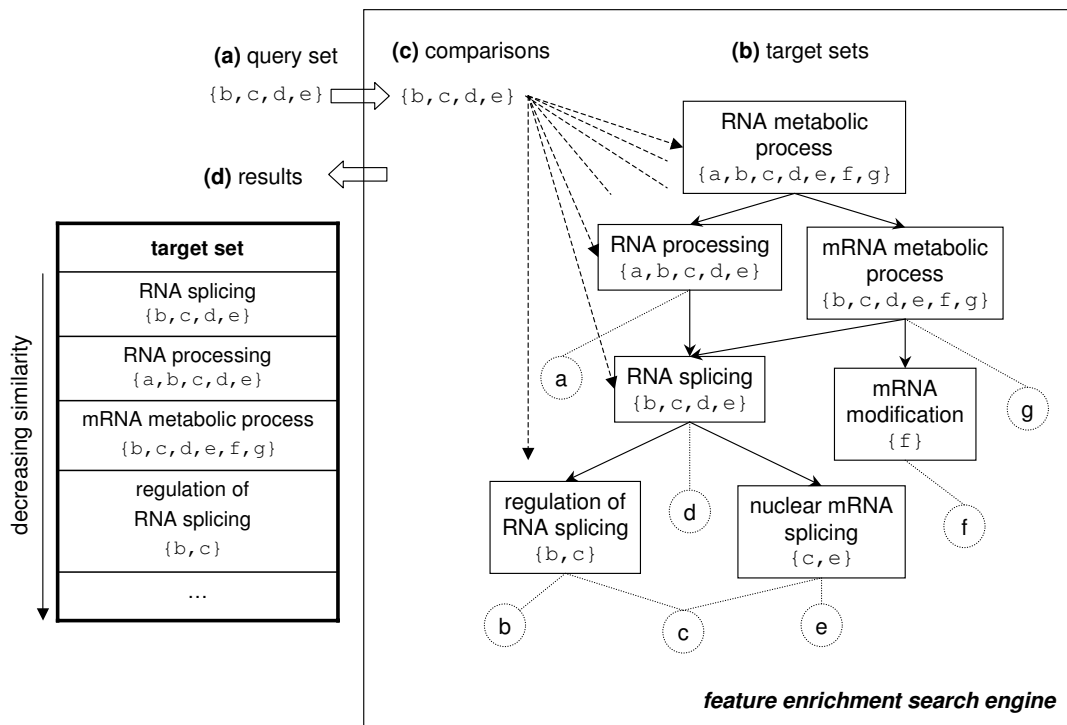 (a) query set
{b,c,d,e}
(c) comparisons
{b,c,d,e}
(b) target sets
RNA metabolic
process
{a,b,c,d,e,f,g}
RNA processing
{a,b,c,d,e}
mRNA metabolic
process
{b,c,d,e,f,g}
a
RNA splicing
{b,c,d,e}
mRNA
modification
{f}
g
regulation of
RNA splicing
{b,c}
d
nuclear mRNA
splicing
{c,e}
f
b
c
e
feature enrichment search engine
(d) results
decreasing similarity
target set
RNA splicing
{b,c,d,e}
RNA processing
{a,b,c,d,e}
mRNA metabolic process
{b,c,d,e,f,g}
regulation of
RNA splicing
{b,c}
…